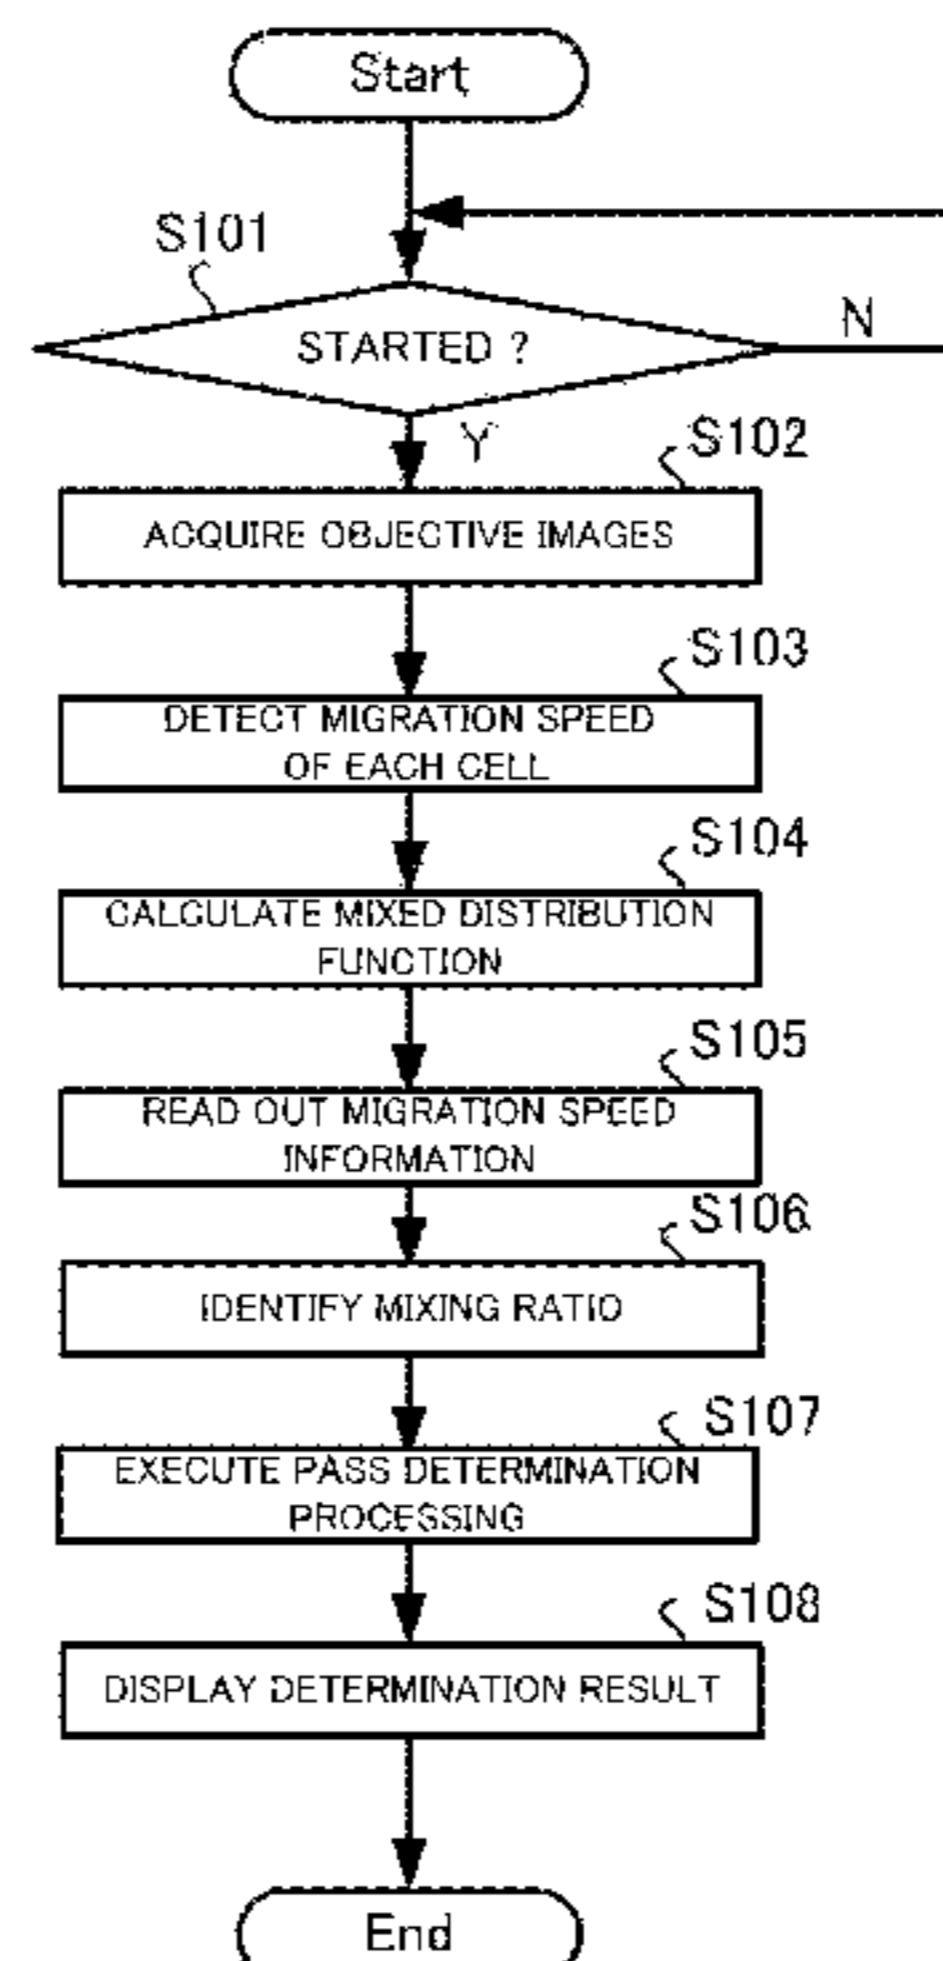 Start
S101
STARTED ?
N
Y
S102
ACQUIRE OBJECTIVE IMAGES
S103
DETECT MIGRATION SPEED
OF EACH CELL
S104
CALCULATE MIXED DISTRIBUTION
FUNCTION
S105
READ OUT MIGRATION SPEED
INFORMATION
S106
IDENTIFY MIXING RATIO
S107
EXECUTE PASS DETERMINATION
PROCESSING
S108
DISPLAY DETERMINATION RESULT
End